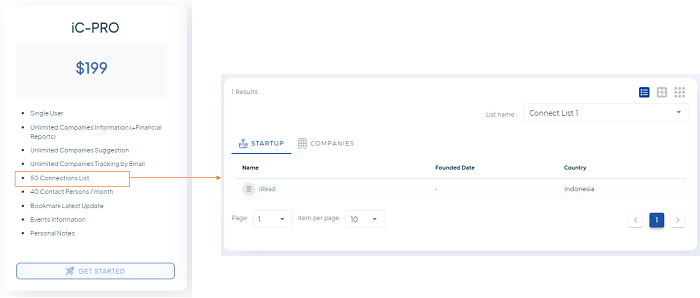 iC-PRO
$199
Single User
Unlimited Companies Information (+Financial
Reports)
Unlimited Companies Suggestion
Unlimited Companies Tracking by Email
50 Connections List
40 Contact Persons / month
Bookmark Latest Update
Events Information
Personal Notes
GET STARTED
1 Results
List name : Connect List 1
STARTUP COMPANIES
Name Founded Date Country
iRead - Indonesia
Page: 1 Item per page: 10 1